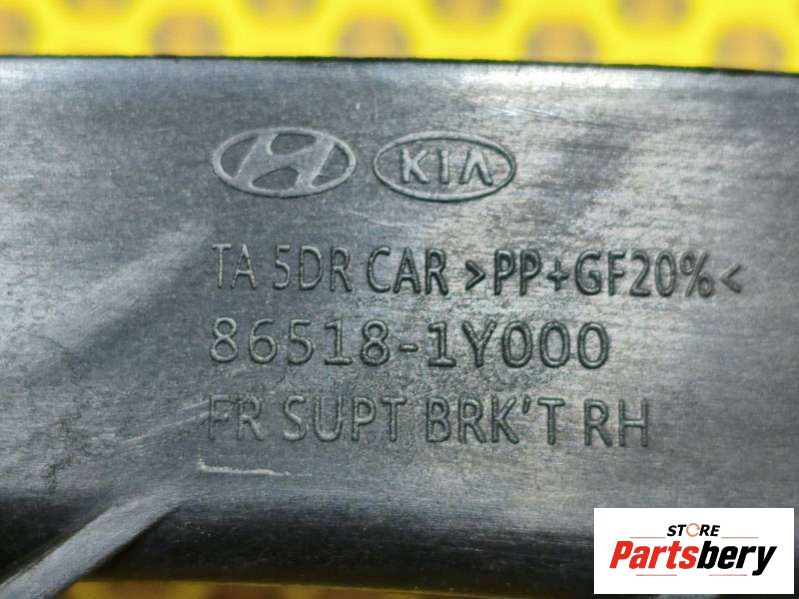 KIA
TA 5DR CAR >PP+GF20%<
86518-1Y000
FR SUPT BRK'T RH
STORE
Partsbery